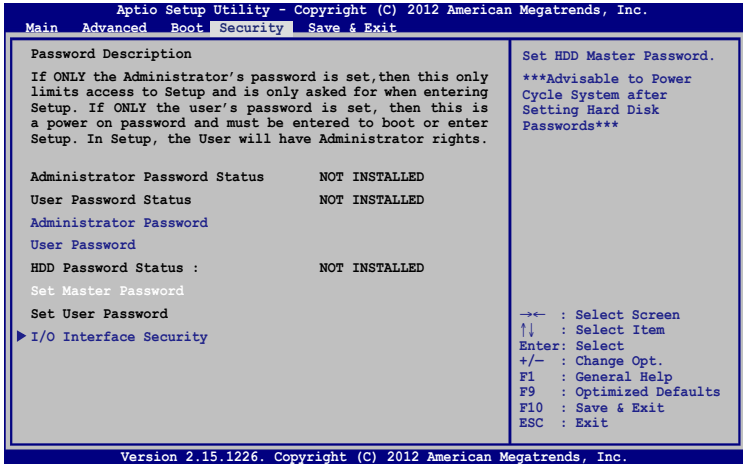 Aptio Setup Utility - Copyright (C) 2012 American Megatrends, Inc.
Main Advanced Boot Security Save & Exit
Password Description
If ONLY the Administrator's password is set,then this only
limits access to Setup and is only asked for when entering
Setup. If ONLY the user's password is set, then this is
a power on password and must be entered to boot or enter
Setup. In Setup, the User will have Administrator rights.
Administrator Password Status NOT INSTALLED
User Password Status NOT INSTALLED
Administrator Password
User Password
HDD Password Status : NOT INSTALLED
Set Master Password
Set User Password
I/O Interface Security
Set HDD Master Password.
***Advisable to Power
Cycle System after
Setting Hard Disk
Passwords***
→← : Select Screen
↑↓ : Select Item
Enter: Select
+/— : Change Opt.
F1 : General Help
F9 : Optimized Defaults
F10 : Save & Exit
ESC : Exit
Version 2.15.1226. Copyright (C) 2012 American Megatrends, Inc.